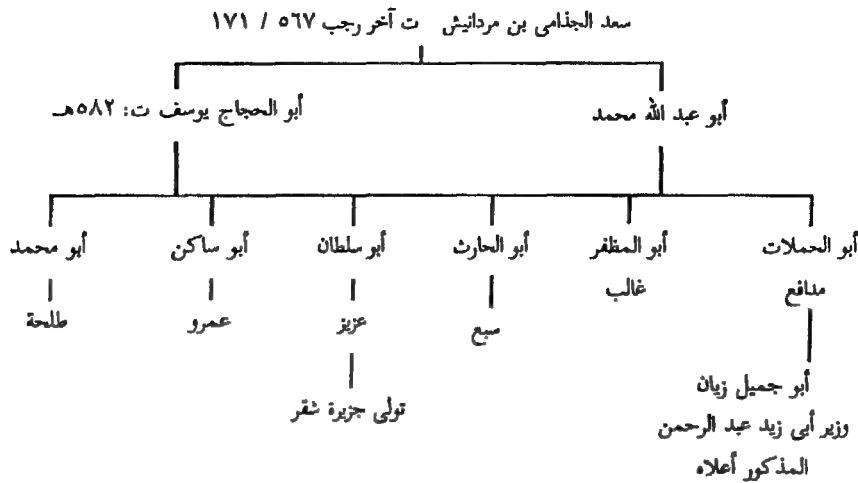 سعد الجذامى بن مردانيش ت آخر رجب ٥٦٧ / ١٧١
أبو عبد الله محمد
أبو الحجاج يوسف ت: ٥٨٢هـ
أبو الحملات
أبو المظفر
أبو الحارث
أبو سلطان
أبو ساكن
أبو محمد
مدافع
غالب
سبع
عزيز
عمرو
طلحة
أبو جميل زيان
تولى جزيرة شقر
وزير أبى زيد عبد الرحمن
المذكور أعلاه